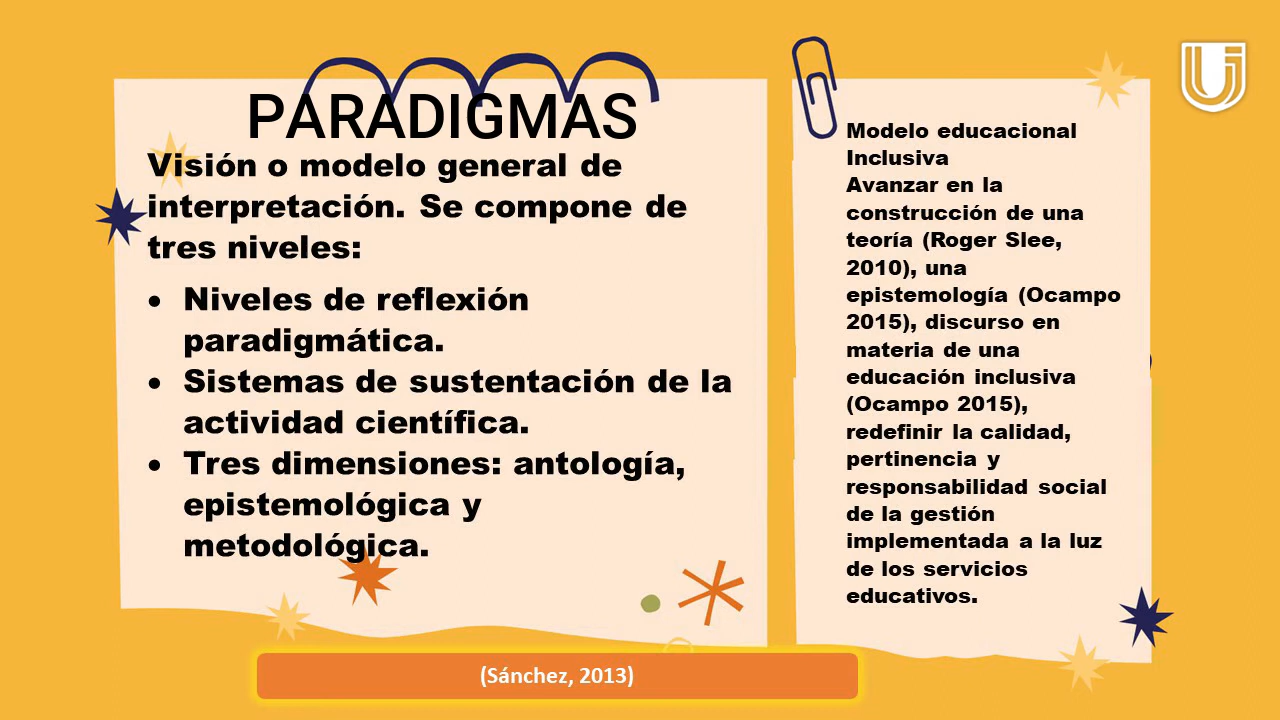 PARADIGMAS
Visión o modelo general de
interpretación. Se compone de
tres niveles:
• Niveles de reflexión
paradigmática.
• Sistemas de sustentación de la
actividad científica.
• Tres dimensiones: antología,
epistemológica y
metodológica.
Modelo educacional
Inclusiva
Avanzar en la
construcción de una
teoría (Roger Slee,
2010), una
epistemología (Ocampo
2015), discurso en
materia de una
educación inclusiva
(Ocampo 2015),
redefinir la calidad,
pertinencia y
responsabilidad social
de la gestión
implementada a la luz
de los servicios
educativos.
(Sánchez, 2013)